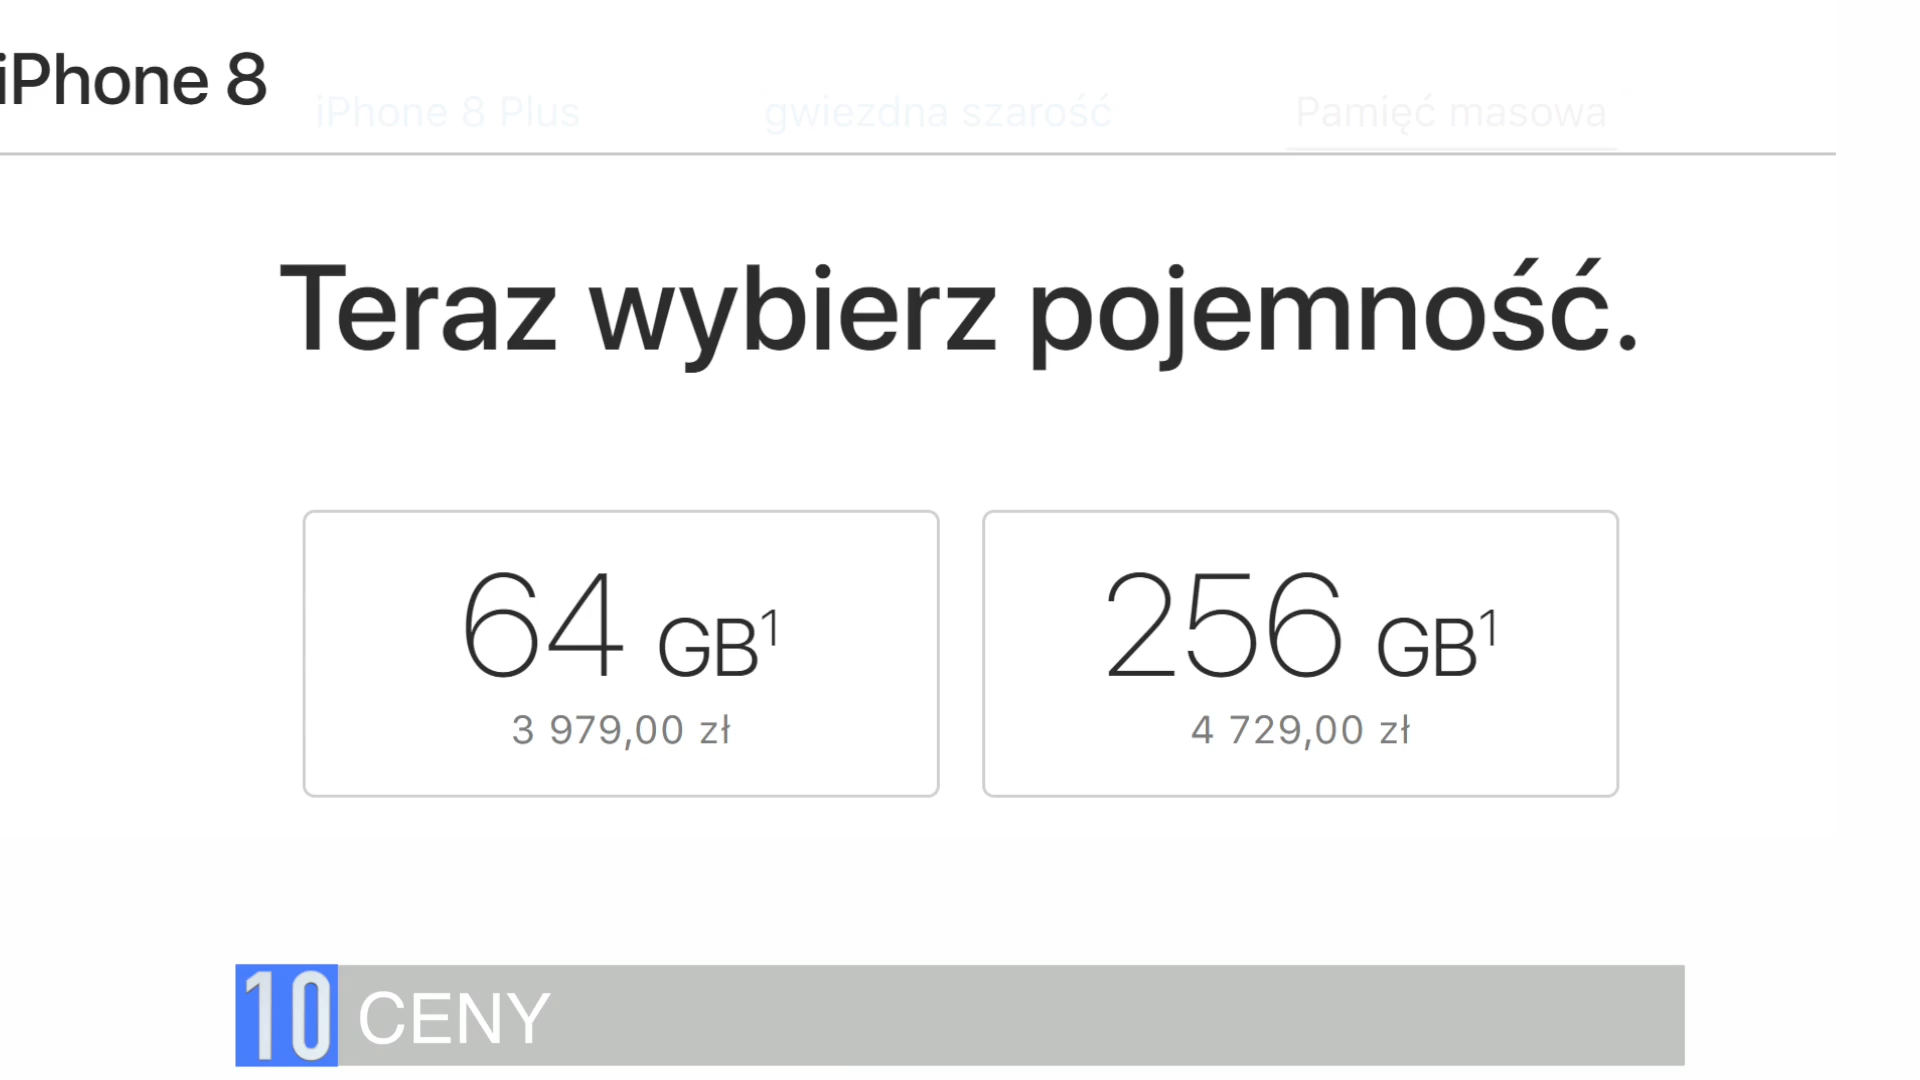 iPhone 8
iPhone 8 Plus gwiezdna szarość Pamięć masowa
Teraz wybierz pojemność.
64 GB¹ 256 GB¹
3 979,00 zł 4 729,00 zł
10 CENY